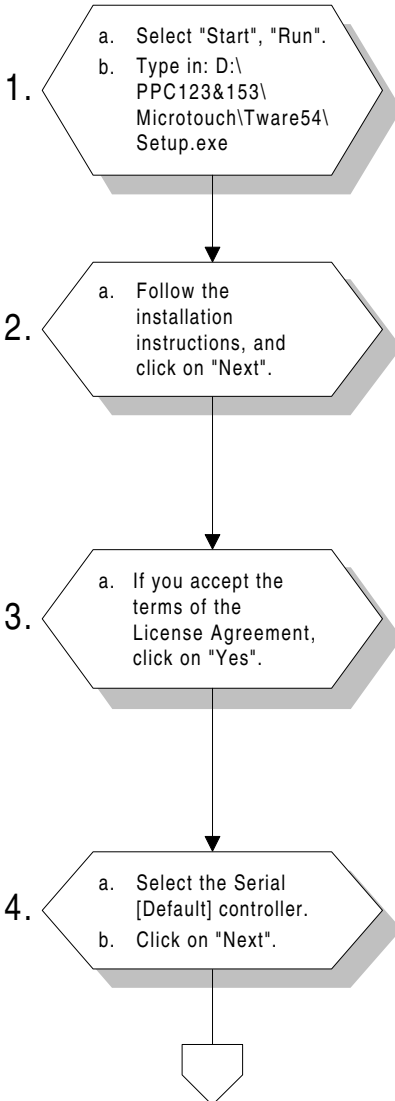 1.
a. Select "Start", "Run".
b. Type in: D:\
PPC123&153\
Microtouch\Tware54\
Setup.exe
2.
a. Follow the
installation
instructions, and
click on "Next".
3.
a. If you accept the
terms of the
License Agreement,
click on "Yes".
4.
a. Select the Serial
[Default] controller.
b. Click on "Next".